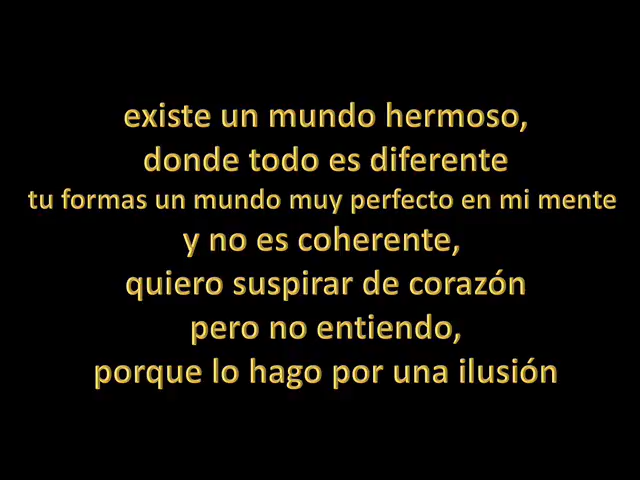 existe un mundo hermoso,
donde todo es diferente
tu formas un mundo muy perfecto en mi mente
y no es coherente,
quiero suspirar de corazón
pero no entiendo,
porque lo hago por una ilusión